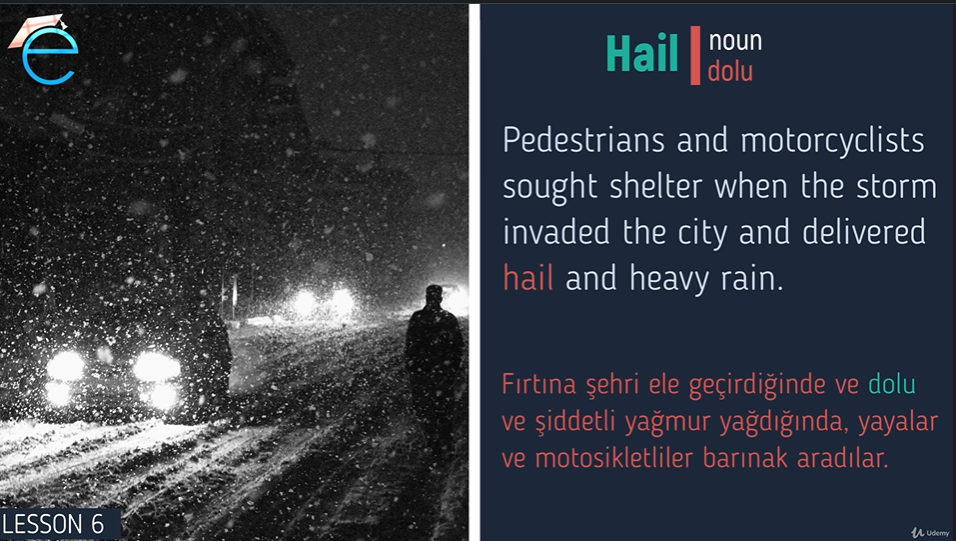 Hail
noun
dolu
Pedestrians and motorcyclists
sought shelter when the storm
invaded the city and delivered
hail and heavy rain.
Fırtına şehri ele geçirdiğinde ve dolu
ve şiddetli yağmur yağdığında, yayalar
ve motosikletliler barınak aradılar.
LESSON 6
Udemy